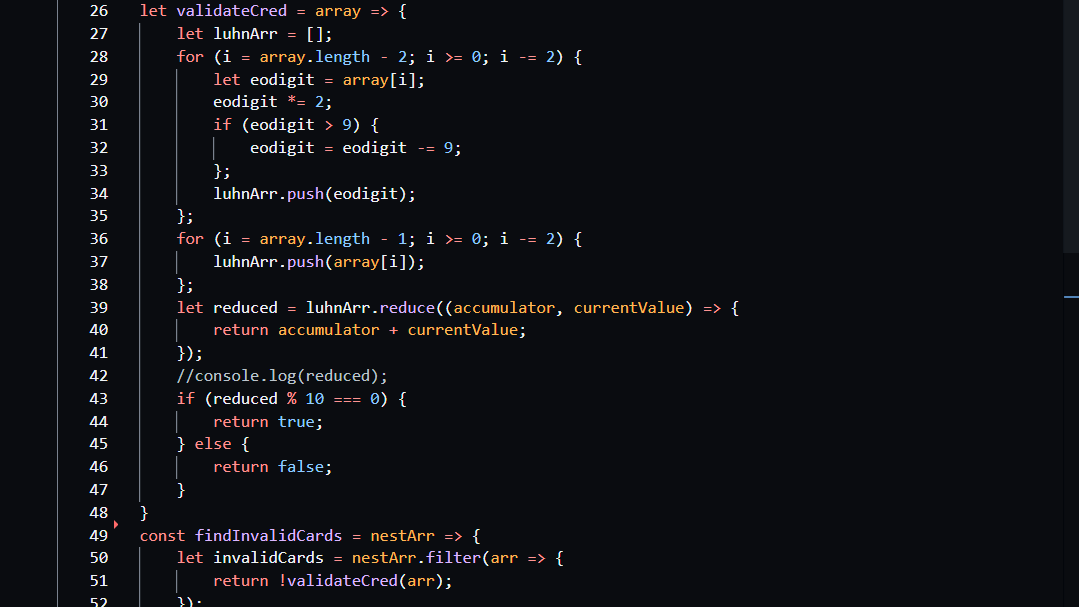 26 let validateCred = array => {
27 let luhnArr = [];
28 for (i = array.length - 2; i >= 0; i -= 2) {
29 let eodigit = array[i];
30 eodigit *= 2;
31 if (eodigit > 9) {
32 eodigit = eodigit -= 9;
33 };
34 luhnArr.push(eodigit);
35 };
36 for (i = array.length - 1; i >= 0; i -= 2) {
37 luhnArr.push(array[i]);
38 };
39 let reduced = luhnArr.reduce((accumulator, currentValue) => {
40 return accumulator + currentValue;
41 });
42 //console.log(reduced);
43 if (reduced % 10 === 0) {
44 return true;
45 } else {
46 return false;
47 }
48 }
49 const findInvalidCards = nestArr => {
50 let invalidCards = nestArr.filter(arr => {
51 return !validateCred(arr);
52 });